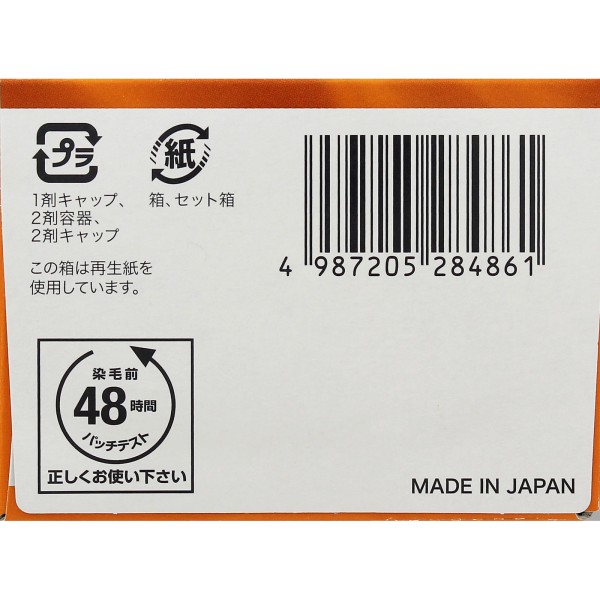 プラ
紙
1剤キャップ、
2剤容器、
2剤キャップ
箱、セット箱
この箱は再生紙を
使用しています。
4 987205 284861
染毛前
48時間
パッチテスト
正しくお使い下さい
MADE IN JAPAN